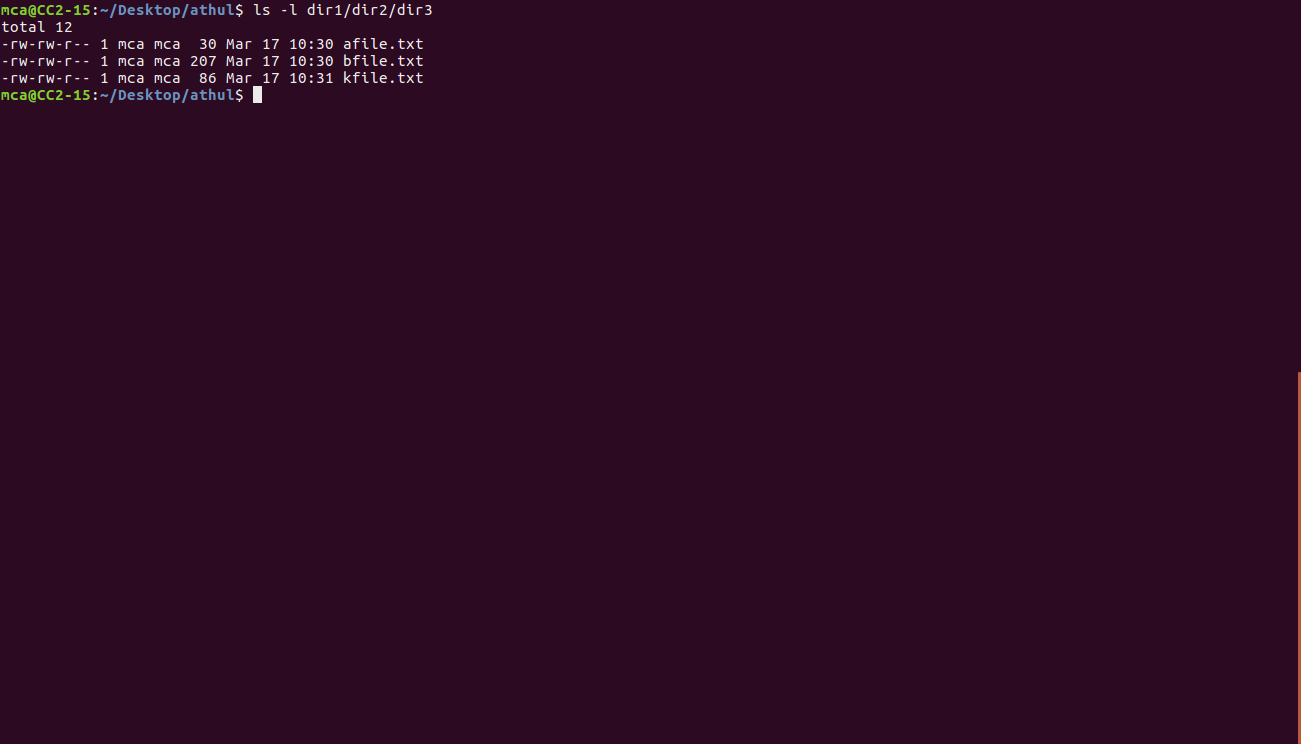 mca@CC2-15:~/Desktop/athul$ ls -l dir1/dir2/dir3
total 12
-rw-rw-r-- 1 mca mca  30 Mar 17 10:30 afile.txt
-rw-rw-r-- 1 mca mca 207 Mar 17 10:30 bfile.txt
-rw-rw-r-- 1 mca mca  86 Mar 17 10:31 kfile.txt
mca@CC2-15:~/Desktop/athul$